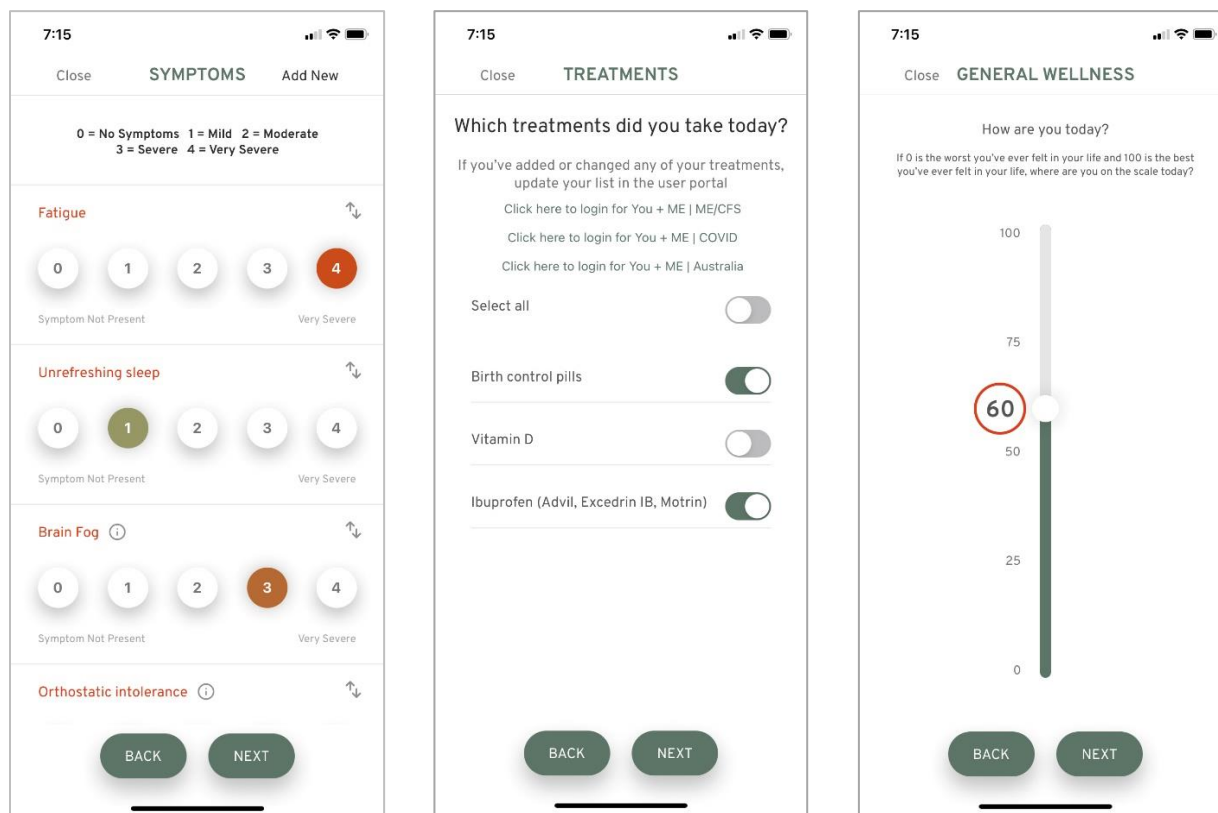 7:15
Close SYMPTOMS Add New
0 = No Symptoms 1 = Mild 2 = Moderate
3 = Severe 4 = Very Severe
Fatigue
0 1 2 3 4
Symptom Not Present Very Severe
Unrefreshing sleep
0 1 2 3 4
Symptom Not Present Very Severe
Brain Fog
0 1 2 3 4
Symptom Not Present Very Severe
Orthostatic intolerance
BACK NEXT
7:15
Close TREATMENTS
Which treatments did you take today?
If you've added or changed any of your treatments,
update your list in the user portal
Click here to login for You + ME | ME/CFS
Click here to login for You + ME | COVID
Click here to login for You + ME | Australia
Select all
Birth control pills
Vitamin D
Ibuprofen (Advil, Excedrin IB, Motrin)
BACK NEXT
7:15
Close GENERAL WELLNESS
How are you today?
If 0 is the worst you've ever felt in your life and 100 is the best
you've ever felt in your life, where are you on the scale today?
100
75
60
50
25
0
BACK NEXT